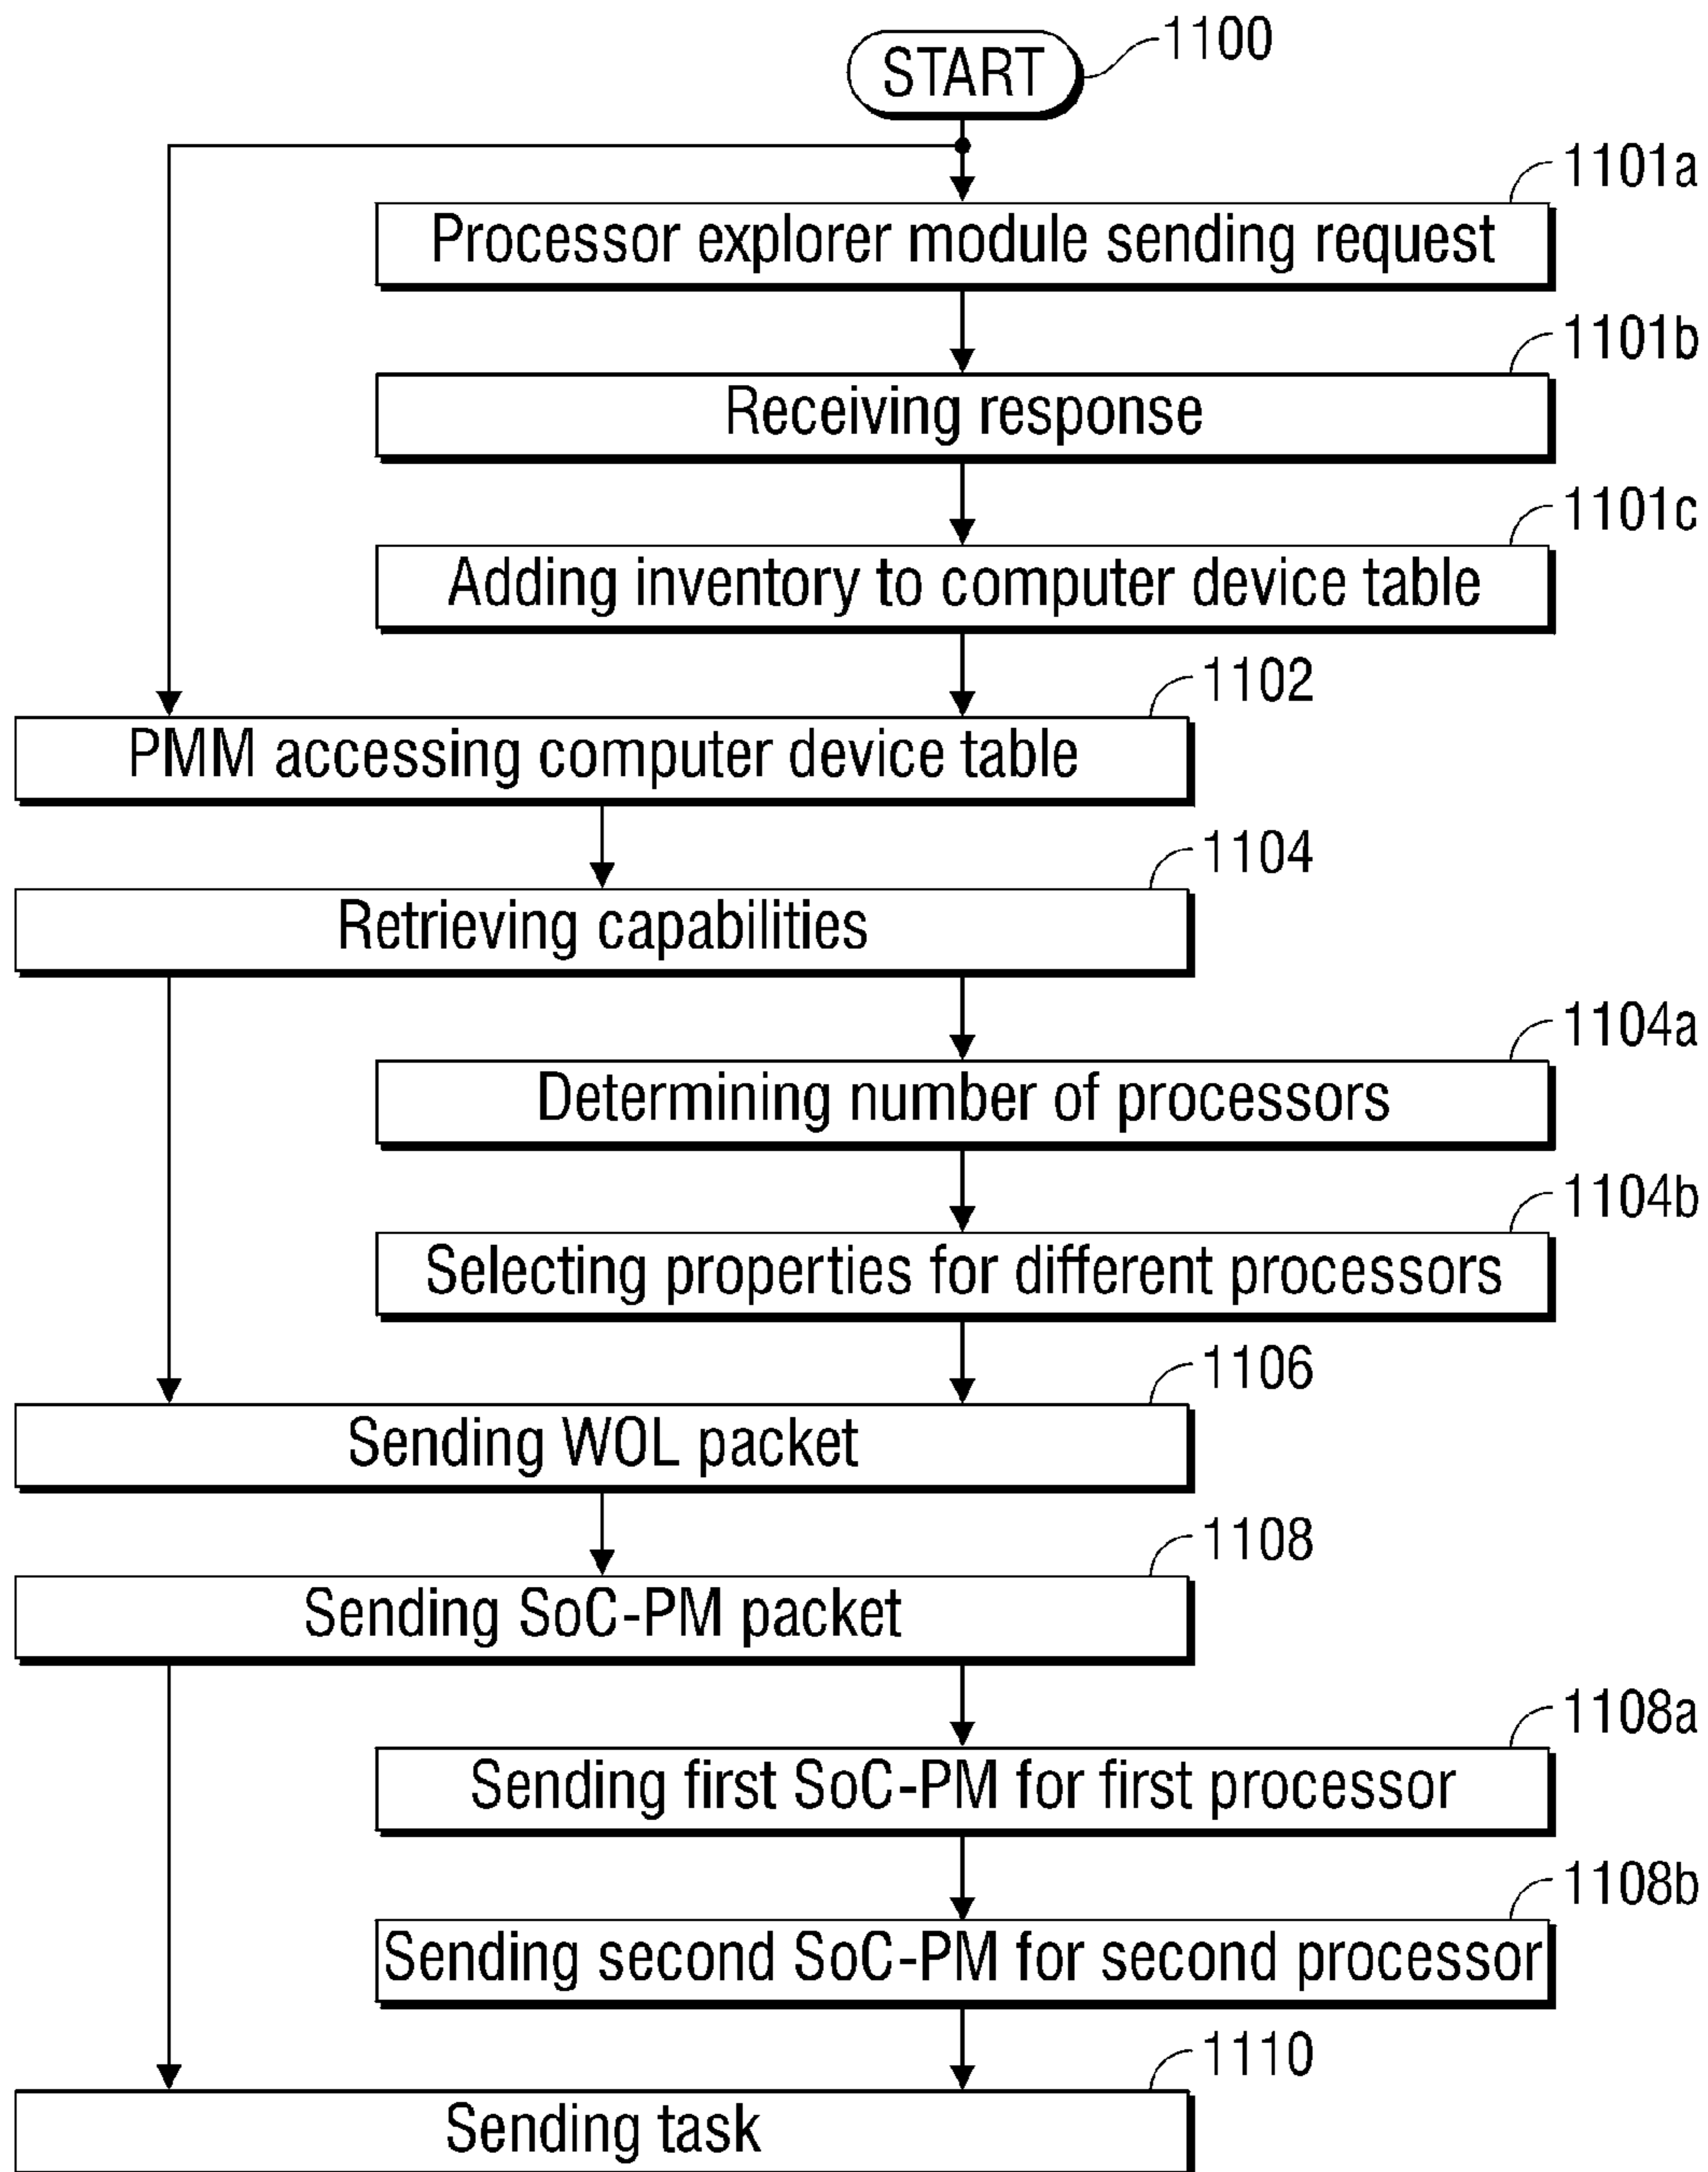 START
1100
1101a
Processor explorer module sending request
1101b
Receiving response
1101c
Adding inventory to computer device table
1102
PMM accessing computer device table
1104
Retrieving capabilities
1104a
Determining number of processors
1104b
Selecting properties for different processors
1106
Sending WOL packet
1108
Sending SoC-PM packet
1108a
Sending first SoC-PM for first processor
1108b
Sending second SoC-PM for second processor
1110
Sending task